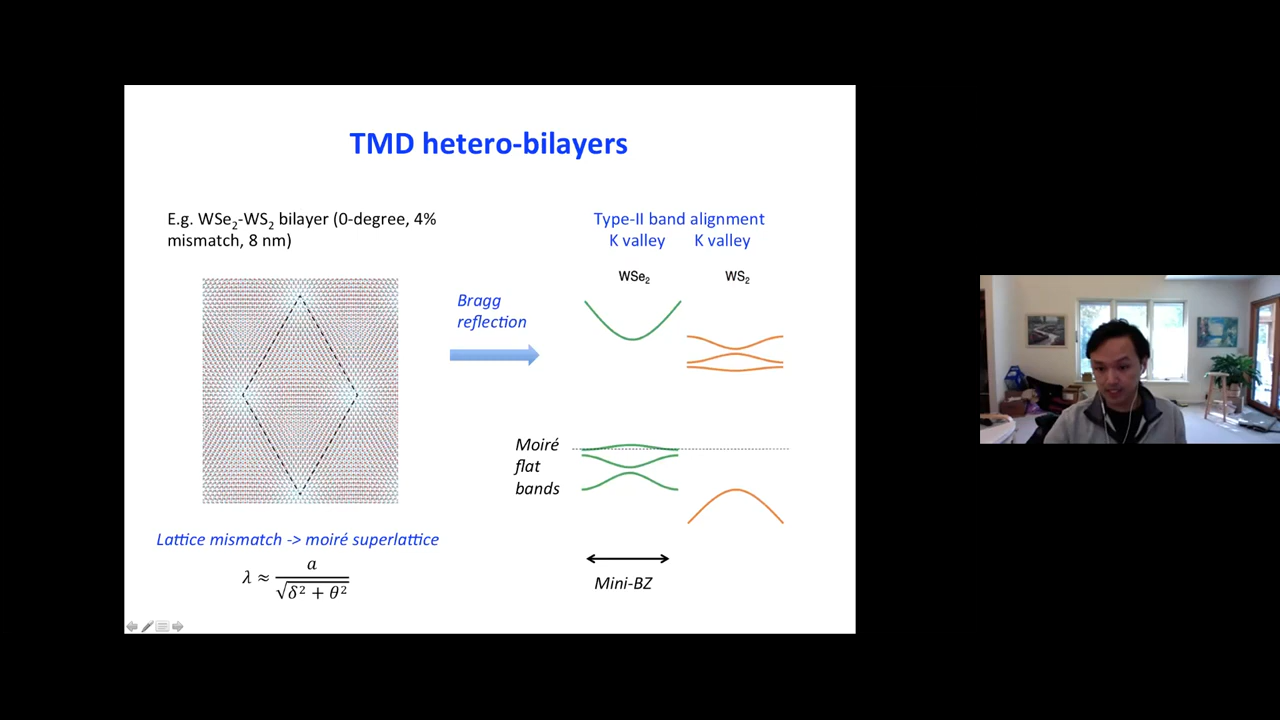 TMD hetero-bilayers
E.g. WSe₂-WS₂ bilayer (0-degree, 4%
mismatch, 8 nm)
Type-II band alignment
K valley K valley
WSe₂ WS₂
Bragg
reflection
Moiré
flat
bands
Lattice mismatch -> moiré superlattice
λ ≈ a / √(δ² + θ²)
Mini-BZ